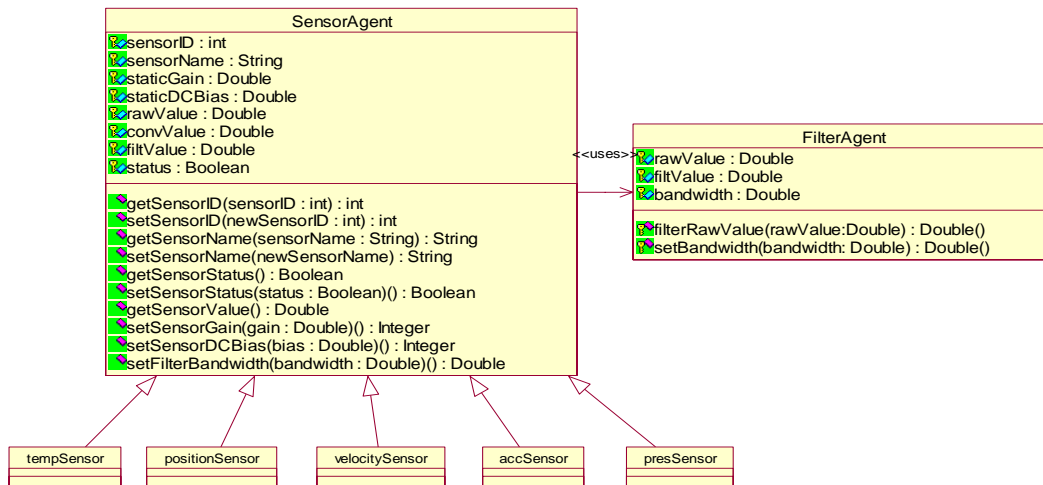 SensorAgent
sensorID : int
sensorName : String
staticGain : Double
staticDCBias : Double
rawValue : Double
convValue : Double
filtValue : Double
status : Boolean
getSensorID(sensorID : int) : int
setSensorID(newSensorID : int) : int
getSensorName(sensorName : String) : String
setSensorName(newSensorName) : String
getSensorStatus() : Boolean
setSensorStatus(status : Boolean)() : Boolean
getSensorValue() : Double
setSensorGain(gain : Double)() : Integer
setSensorDCBias(bias : Double)() : Integer
setFilterBandwidth(bandwidth : Double)() : Double
<<uses>>
FilterAgent
rawValue : Double
filtValue : Double
bandwidth : Double
filterRawValue(rawValue:Double) : Double()
setBandwidth(bandwidth: Double) : Double()
tempSensor
positionSensor
velocitySensor
accSensor
presSensor